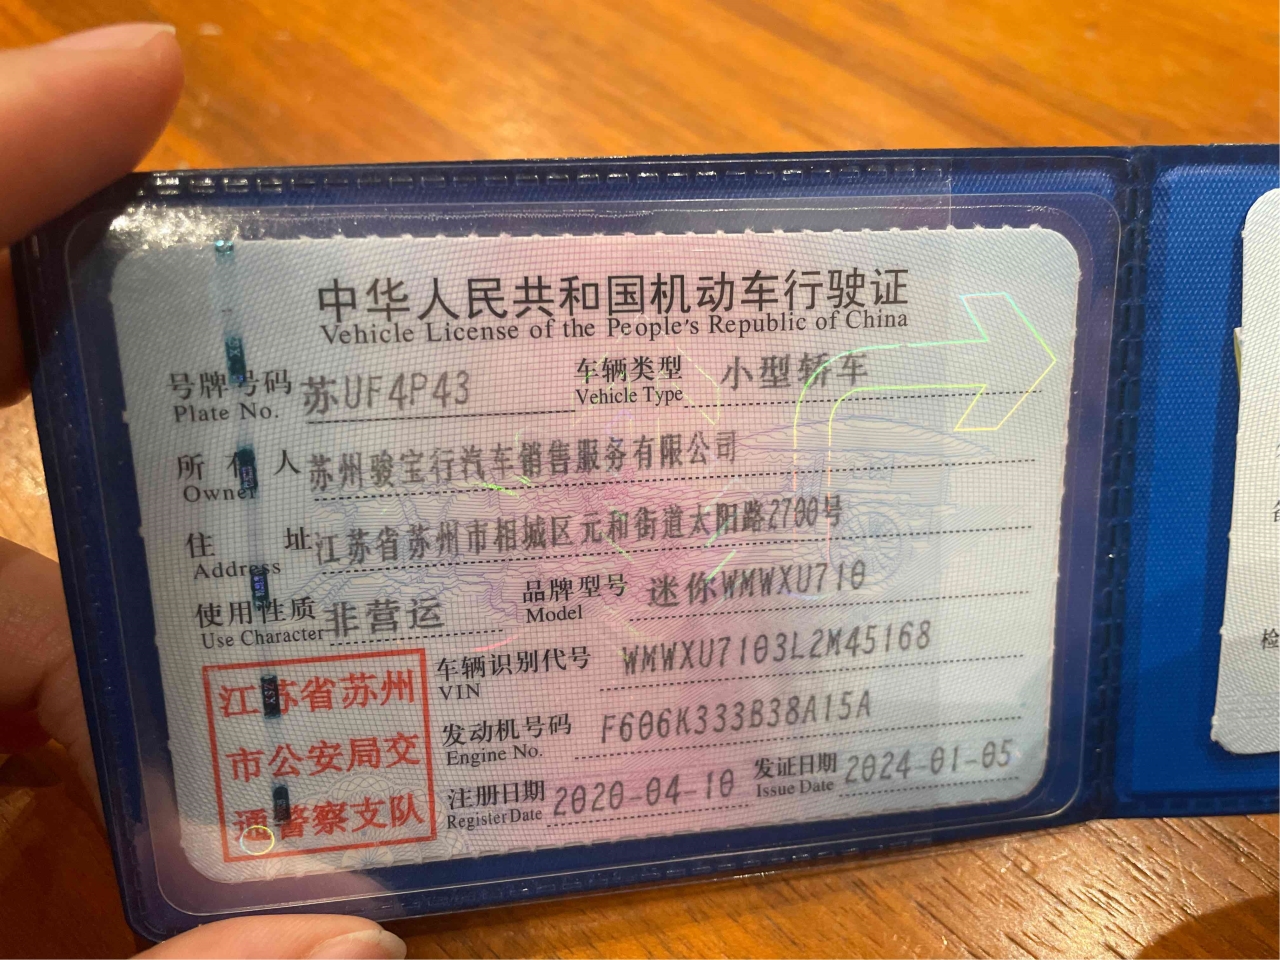 中华人民共和国机动车行驶证
Vehicle License of the People's Republic of China
号牌号码 苏UF4P43 车辆类型 小型轿车
Plate No. Vehicle Type
所有人 苏州骏宝行汽车销售服务有限公司
Owner
住址 江苏省苏州市相城区元和街道太阳路2700号
Address
使用性质 非营运 品牌型号 迷你WMWXU710
Use Character Model
江苏省苏州
市公安局交
通警察支队
车辆识别代号 WMWXU7103L2M45168
VIN
发动机号码 F606K333B38A15A
Engine No.
注册日期 2020-04-10 发证日期 2024-01-05
Register Date Issue Date
检